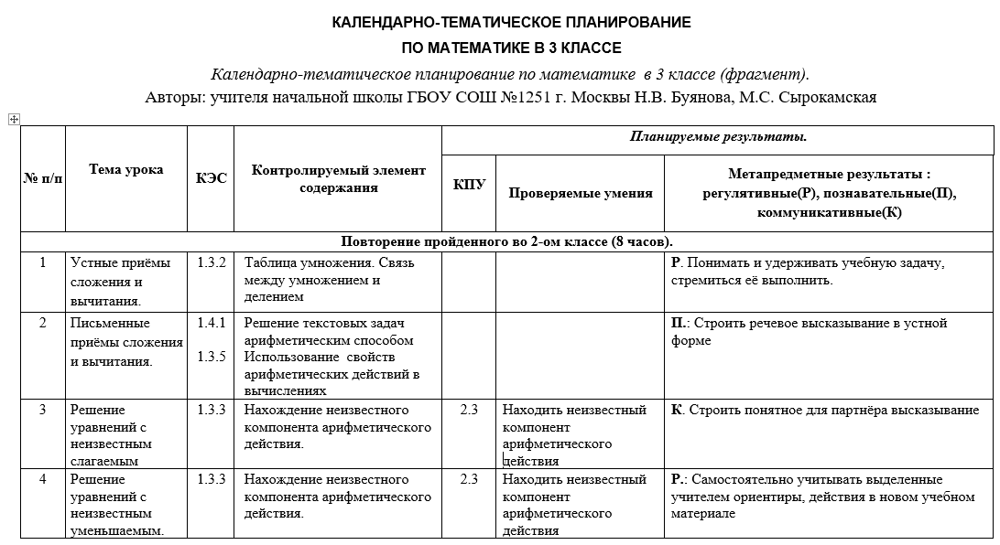 КАЛЕНДАРНО-ТЕМАТИЧЕСКОЕ ПЛАНИРОВАНИЕ
ПО МАТЕМАТИКЕ В 3 КЛАССЕ
Календарно-тематическое планирование по математике в 3 классе (фрагмент).
Авторы: учителя начальной школы ГБОУ СОШ №1251 г. Москвы Н.В. Буянова, М.С. Сырокамская
№ п/п
Тема урока
КЭС
Контролируемый элемент
содержания
Планируемые результаты.
КПУ
Проверяемые умения
Метапредметные результаты :
регулятивные(Р), познавательные(П),
коммуникативные(К)
Повторение пройденного во 2-ом классе (8 часов).
1
Устные приёмы
сложения и
вычитания.
1.3.2
Таблица умножения. Связь
между умножением и
делением
Р. Понимать и удерживать учебную задачу,
стремиться её выполнить.
2
Письменные
приёмы сложения
и вычитания.
1.4.1
1.3.5
Решение текстовых задач
арифметическим способом
Использование свойств
арифметических действий в
вычислениях
П.: Строить речевое высказывание в устной
форме
3
Решение
уравнений с
неизвестным
слагаемым
1.3.3
Нахождение неизвестного
компонента арифметического
действия.
2.3
Находить неизвестный
компонент
арифметического
действия
К. Строить понятное для партнёра высказывание
4
Решение
уравнений с
неизвестным
уменьшаемым.
1.3.3
Нахождение неизвестного
компонента арифметического
действия.
2.3
Находить неизвестный
компонент
арифметического
действия
Р.: Самостоятельно учитывать выделенные
учителем ориентиры, действия в новом учебном
материале